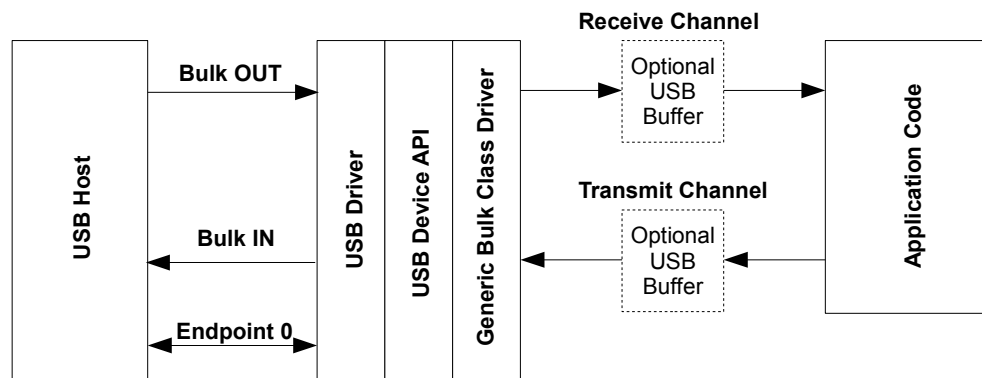 USB Host
Bulk OUT
Bulk IN
Endpoint 0
USB Driver
USB Device API
Generic Bulk Class Driver
Receive Channel
Optional
USB
Buffer
Transmit Channel
Optional
USB
Buffer
Application Code